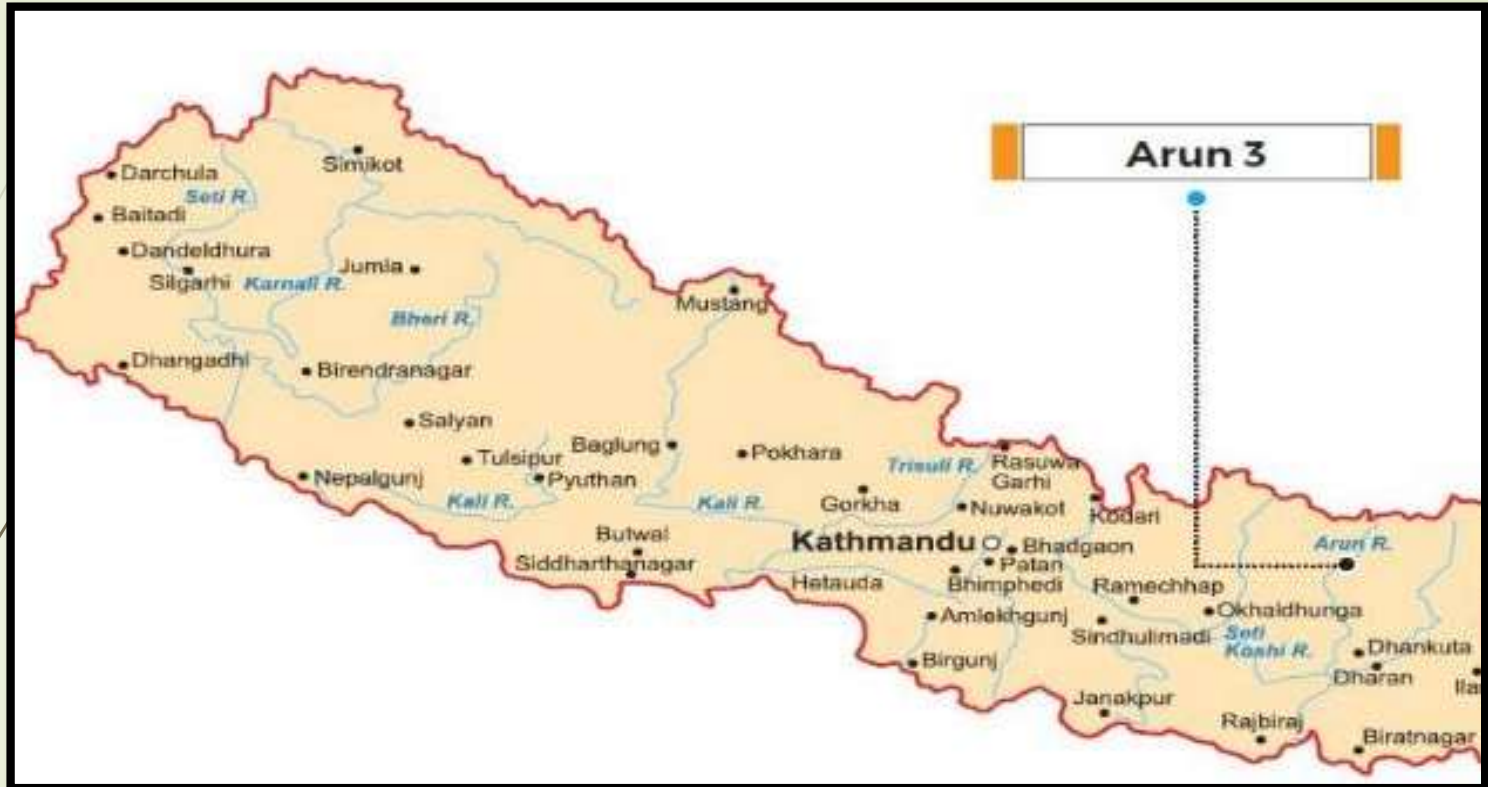 Arun 3
Simikot
Darchula
Seti R.
Baitadi
Dandeldhura
Silgarhi
Karnali R.
Jumla
Bheri R.
Mustang
Dhangadhi
Birendranagar
Salyan
Tulsipur
Baglung
Pokhara
Nepalgunj
Kali R.
Pyuthan
Kali R.
Gorkha
Trisuli R.
Rasuwa
Garhi
Nuwakot
Kodari
Butwal
Siddharthanagar
Kathmandu
Bhadgaon
Patan
Hetauda
Bhimphedi
Ramechhap
Arun R.
Amlekhgunj
Sindhulimadi
Okhaldhunga
Seti
Koshi R.
Dhankuta
Dharan
Ila
Birgunj
Janakpur
Rajbiraj
Biratnagar